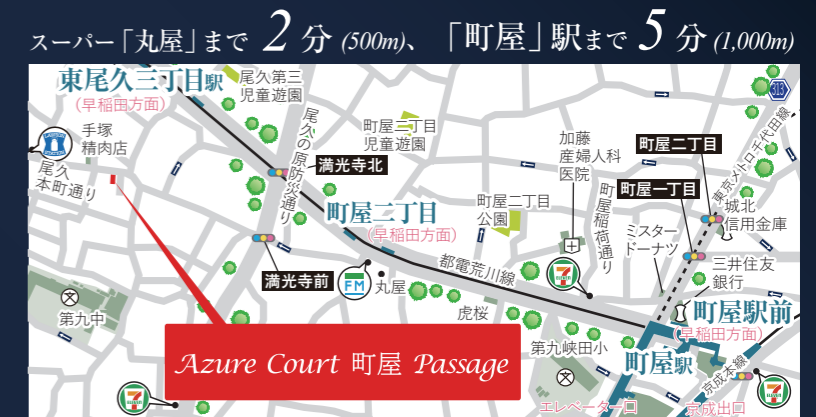 スーパー「丸屋」まで 2 分 (500m)、 「町屋」駅まで 5 分 (1,000m)
東尾久三丁目駅
(早稲田方面)
尾久第三
児童遊園
手塚
精肉店
尾久
本町通り
尾久の原防災通り
町屋二丁目
児童遊園
満光寺北
町屋二丁目
(早稲田方面)
町屋二丁目
公園
加藤
産婦人科
医院
町屋稲荷通り
町屋二丁目
町屋一丁目
313
東京メトロ千代田線
城北
信用金庫
ミスター
ドーナツ
三井住友
銀行
満光寺前
FM
丸屋
都電荒川線
虎桜
7
ELEVEN
町屋駅前
(早稲田方面)
町屋駅
第九中
文
Azure Court 町屋 Passage
第九峡田小
文
エレベーター口
京成本線
京成出口
7
ELEVEN
7
ELEVEN